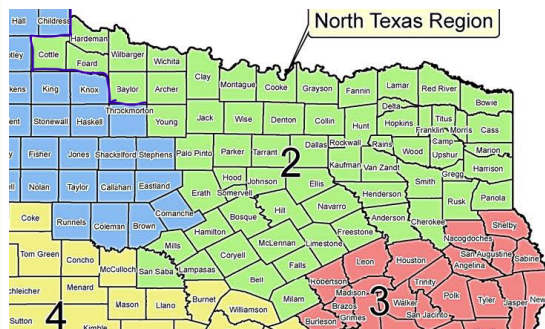 North Texas Region
Hall
Childress
Hardeman
Cottle
Foard
Wilbarger
Wichita
Clay
Montague
Cooke
Grayson
Fannin
Lamar
Red River
Bowie
King
Knox
Baylor
Archer
Throckmorton
Young
Jack
Wise
Denton
Collin
Hunt
Delta
Hopkins
Franklin
Titus
Morris
Cass
Stonewall
Haskell
Camp
Upshur
Marion
Harrison
Fisher
Jones
Shackelford
Stephens
Palo Pinto
Parker
Tarrant
Dallas
Rockwall
Kaufman
Rains
Van Zandt
Wood
Gregg
Smith
2
Nolan
Taylor
Callahan
Eastland
Erath
Hood
Somervell
Johnson
Ellis
Henderson
Rusk
Panola
Coke
Runnels
Coleman
Brown
Comanche
Bosque
Hill
Navarro
Anderson
Cherokee
Shelby
Nacogdoches
Hamilton
McLennan
Limestone
Freestone
Tom Green
Concho
McCulloch
Mills
San Saba
Lampasas
Coryell
Falls
Leon
Houston
San Augustine
Sabine
Angelina
Menard
Bell
Robertson
Madison
Trinity
Mason
Llano
Burnet
Williamson
Milam
Brazos
Grimes
Walker
Polk
Tyler
Jasper
Sutton
4
3
Burleson
San Jacinto